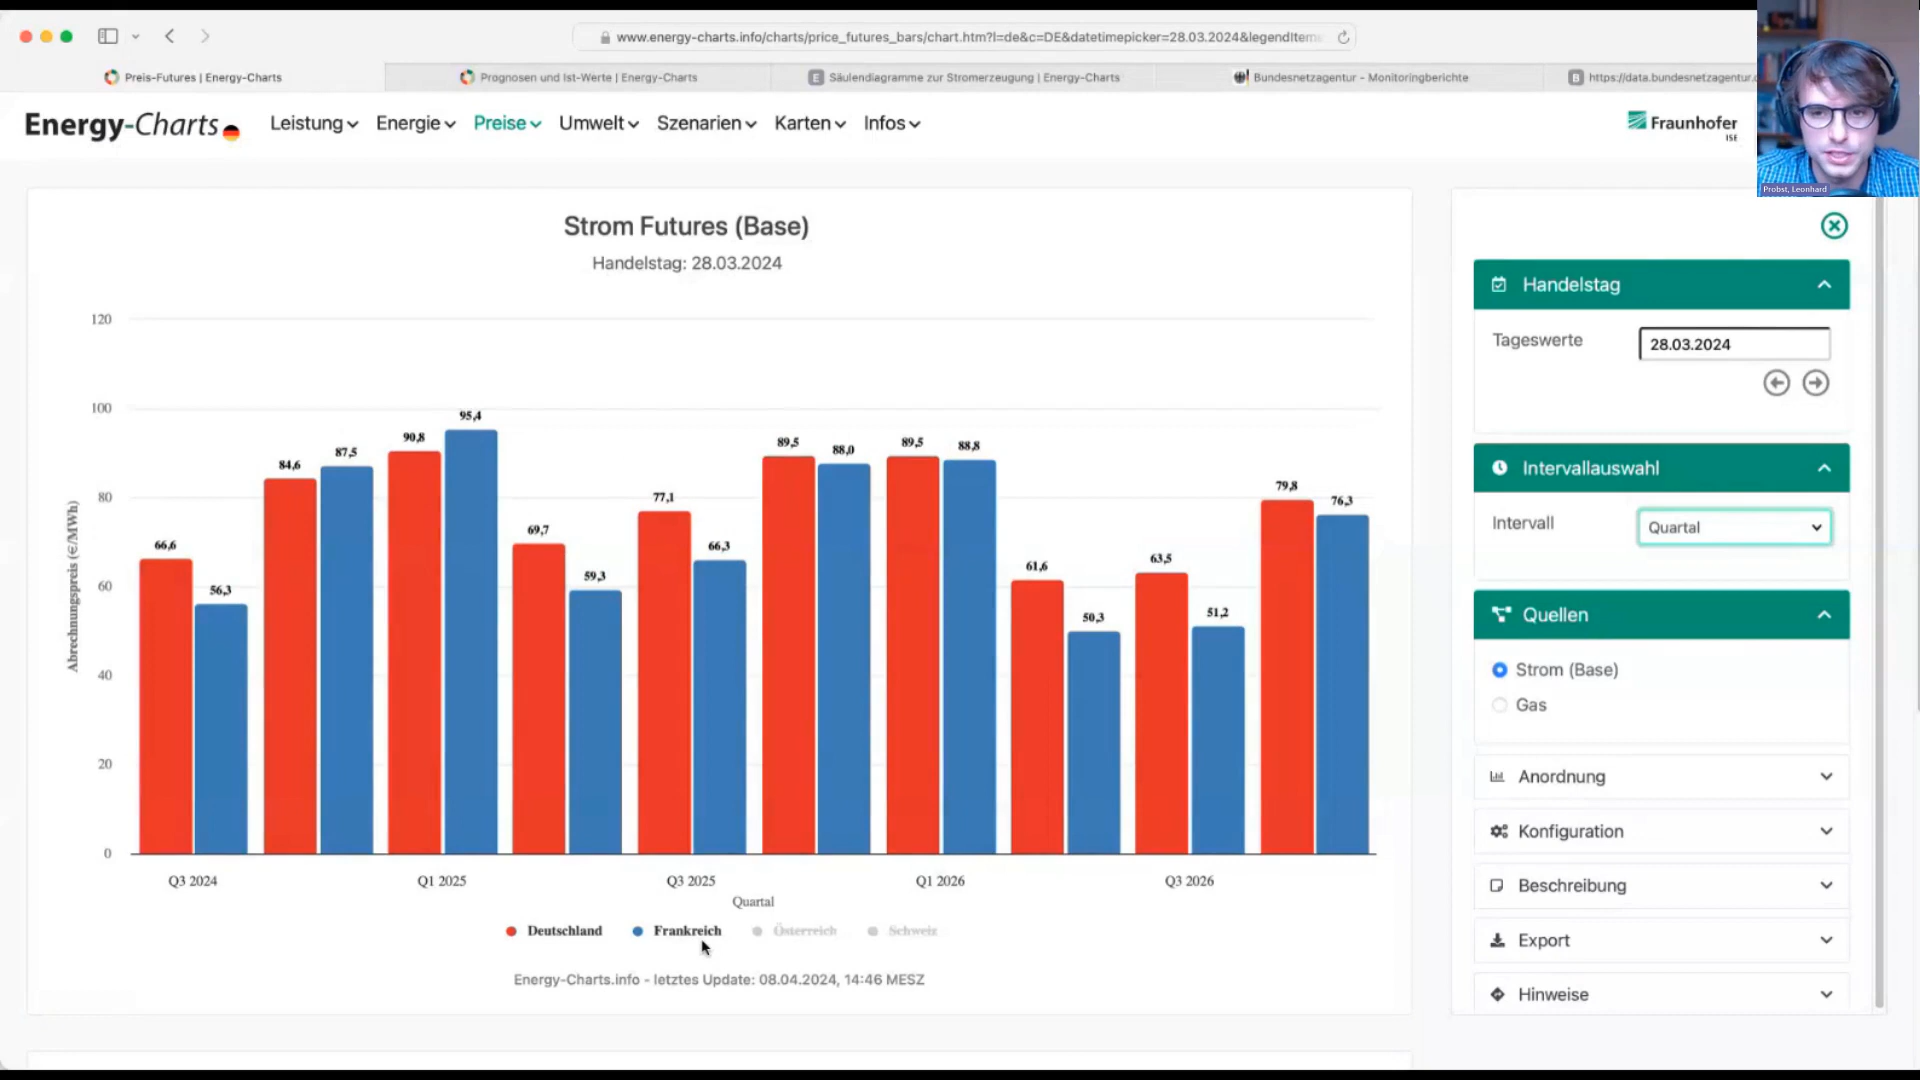 www.energy-charts.info/charts/price_futures_bars/chart.htm?l=de&c=DE&datetimepicker=28.03.2024&legendItem
Preis-Futures | Energy-Charts
Prognosen und Ist-Werte | Energy-Charts
E Säulendiagramme zur Stromerzeugung | Energy-Charts
Bundesnetzagentur - Monitoringberichte
B https://data.bundesnetzagentur.
Energy-Charts
Leistung
Energie
Preise
Umwelt
Szenarien
Karten
Infos
Fraunhofer
ISE
Probst, Leonhard
Strom Futures (Base)
Handelstag: 28.03.2024
Abrechnungspreis (€/MWh)
120
100
80
60
40
20
0
66,6
56,3
84,6
87,5
90,8
95,4
69,7
59,3
77,1
66,3
89,5
88,0
89,5
88,8
61,6
50,3
63,5
51,2
79,8
76,3
Q3 2024
Q1 2025
Q3 2025
Q1 2026
Q3 2026
Quartal
Deutschland
Frankreich
Österreich
Schweiz
Energy-Charts.info - letztes Update: 08.04.2024, 14:46 MESZ
Handelstag
Tageswerte
28.03.2024
Intervallauswahl
Intervall
Quartal
Quellen
Strom (Base)
Gas
Anordnung
Konfiguration
Beschreibung
Export
Hinweise